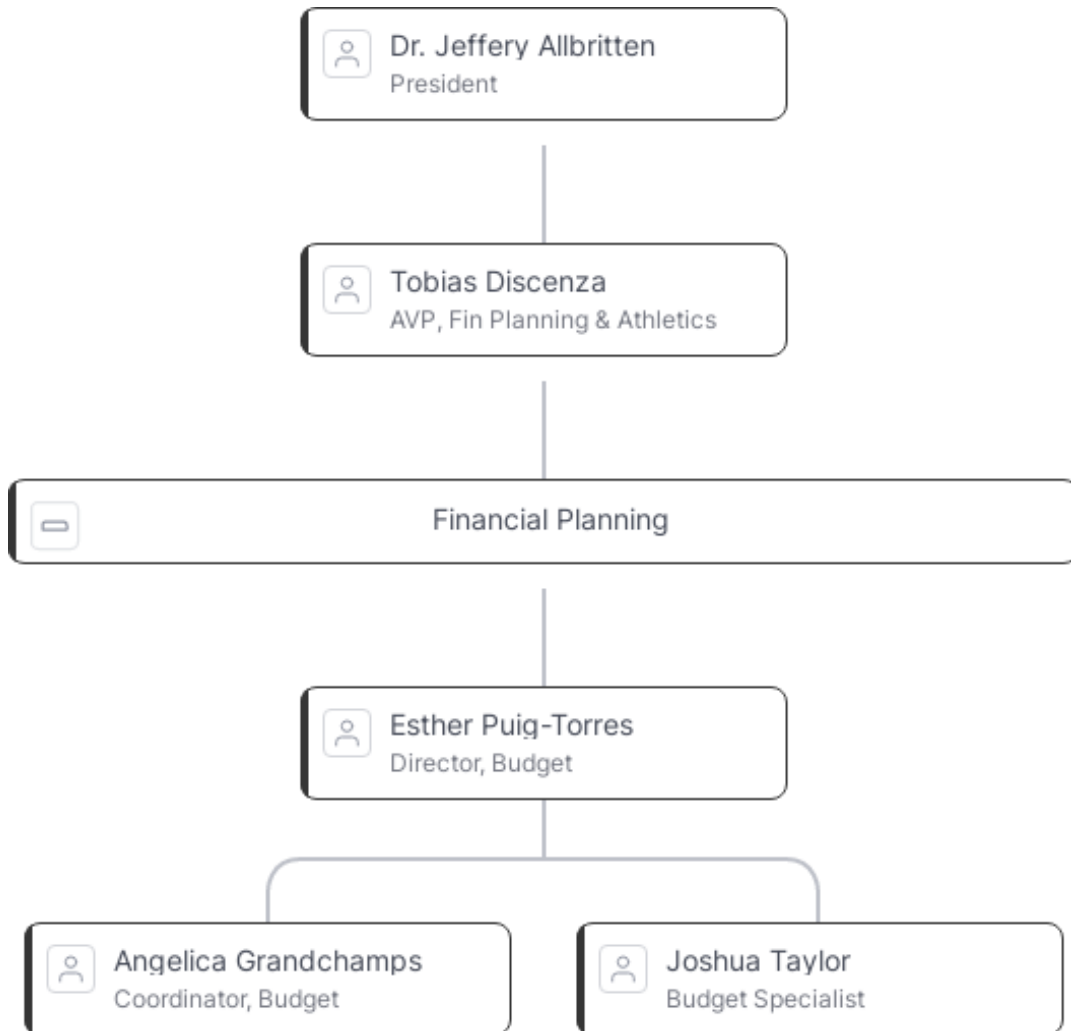 Dr. Jeffery Allbritten
President
Tobias Discenza
AVP, Fin Planning & Athletics
Financial Planning
Esther Puig-Torres
Director, Budget
Angelica Grandchamps
Coordinator, Budget
Joshua Taylor
Budget Specialist